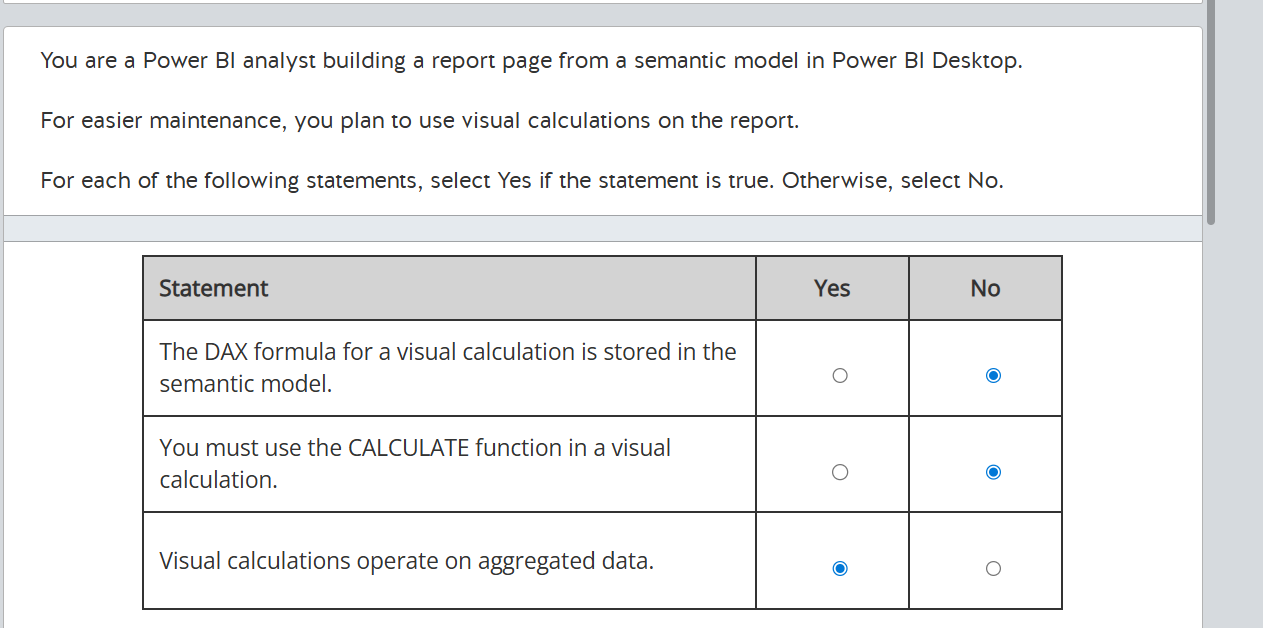 You are a Power BI analyst building a report page from a semantic model in Power BI Desktop.
For easier maintenance, you plan to use visual calculations on the report.
For each of the following statements, select Yes if the statement is true. Otherwise, select No.
Statement Yes No
The DAX formula for a visual calculation is stored in the
semantic model.
You must use the CALCULATE function in a visual
calculation.
Visual calculations operate on aggregated data.